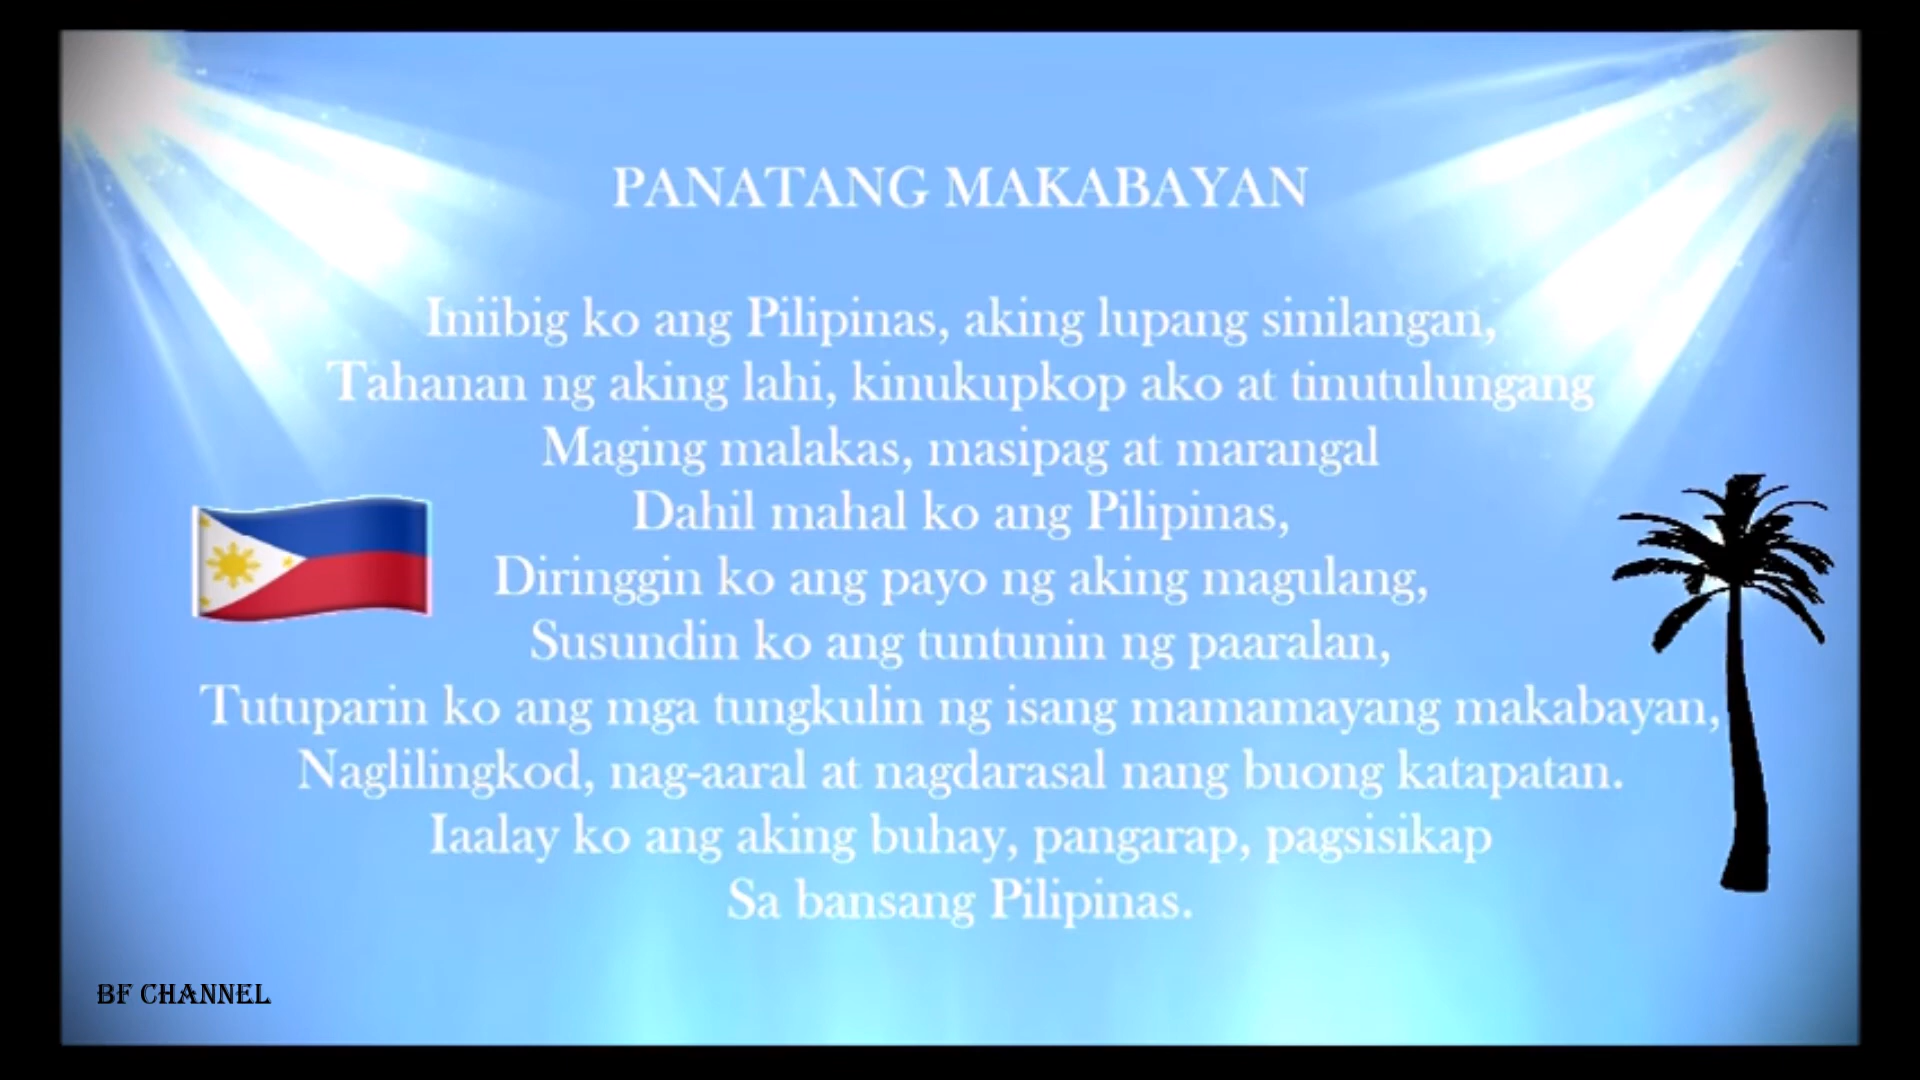 PANATANG MAKABAYAN
Iniibig ko ang Pilipinas, aking lupang sinilangan,
Tahanan ng aking lahi, kinukupkop ako at tinutulungang
Maging malakas, masipag at marangal
Dahil mahal ko ang Pilipinas,
Diringgin ko ang payo ng aking magulang,
Susundin ko ang tuntunin ng paaralan,
Tutuparin ko ang mga tungkulin ng isang mamamayang makabayan,
Naglilingkod, nag-aaral at nagdarasal nang buong katapatan.
Iaalay ko ang aking buhay, pangarap, pagsisikap
Sa bansang Pilipinas.
BF CHANNEL